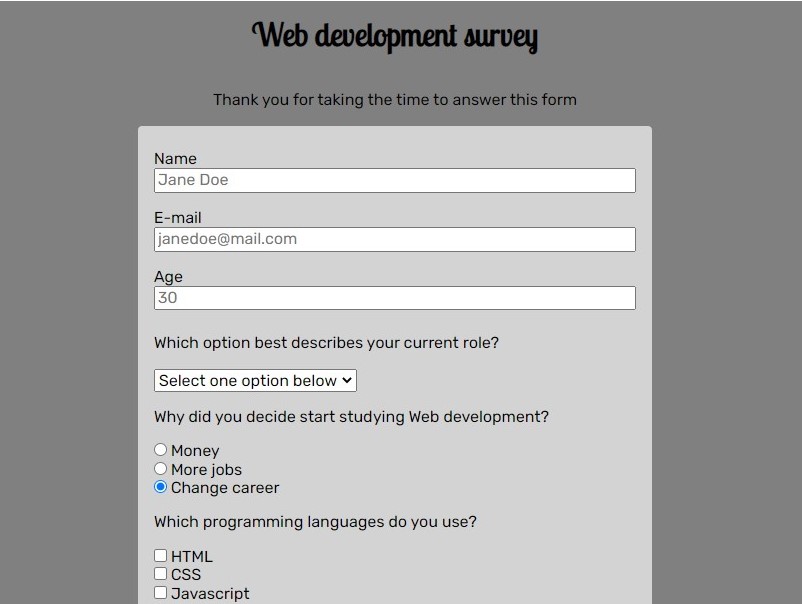 Web development survey
Thank you for taking the time to answer this form
Name
Jane Doe
E-mail
janedoe@mail.com
Age
30
Which option best describes your current role?
Select one option below
Why did you decide start studying Web development?
Money
More jobs
Change career
Which programming languages do you use?
HTML
CSS
Javascript